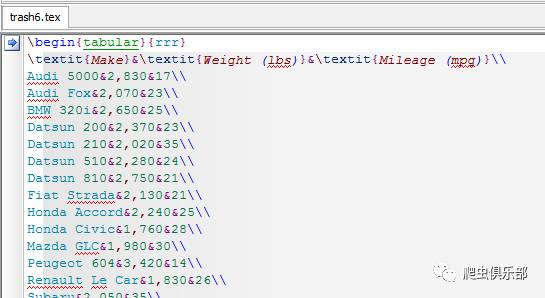 trash6.tex
\begin{tabular}{rrr}
\textit{Make}&\textit{Weight (lbs)}&\textit{Mileage (mpg)}\\
Audi 5000&2,830&17\\
Audi Fox&2,070&23\\
BMW 320i&2,650&25\\
Datsun 200&2,370&23\\
Datsun 210&2,020&35\\
Datsun 510&2,280&24\\
Datsun 810&2,750&21\\
Fiat Strada&2,130&21\\
Honda Accord&2,240&25\\
Honda Civic&1,760&28\\
Mazda GLC&1,980&30\\
Peugeot 604&3,420&14\\
Renault Le Car&1,830&26\\
Subaru&2,050&35\\
爬虫俱乐部